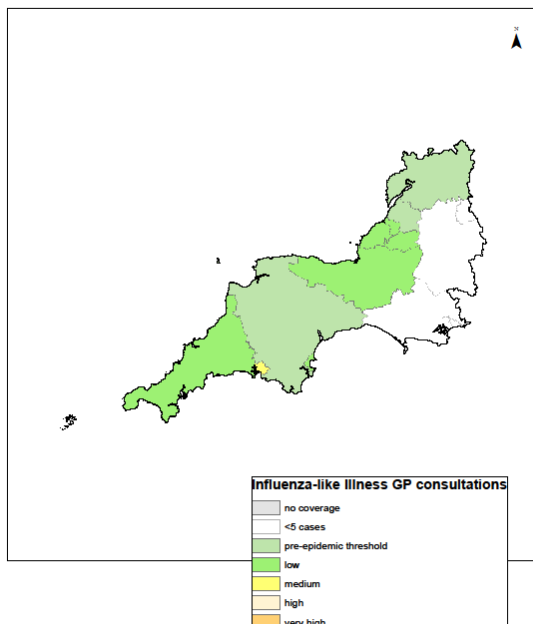 N
Influenza-like Illness GP consultations
no coverage
<5 cases
pre-epidemic threshold
low
medium
high
very high